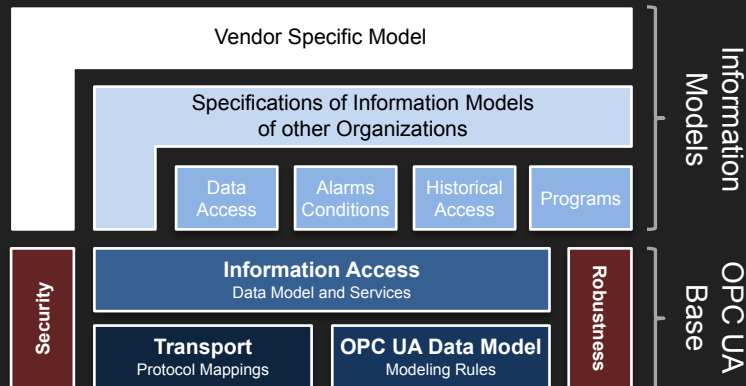 Vendor Specific Model
Specifications of Information Models
of other Organizations
Data
Access
Alarms
Conditions
Historical
Access
Programs
Information
Models
Security
Information Access
Data Model and Services
Robustness
Transport
Protocol Mappings
OPC UA Data Model
Modeling Rules
OPC UA
Base